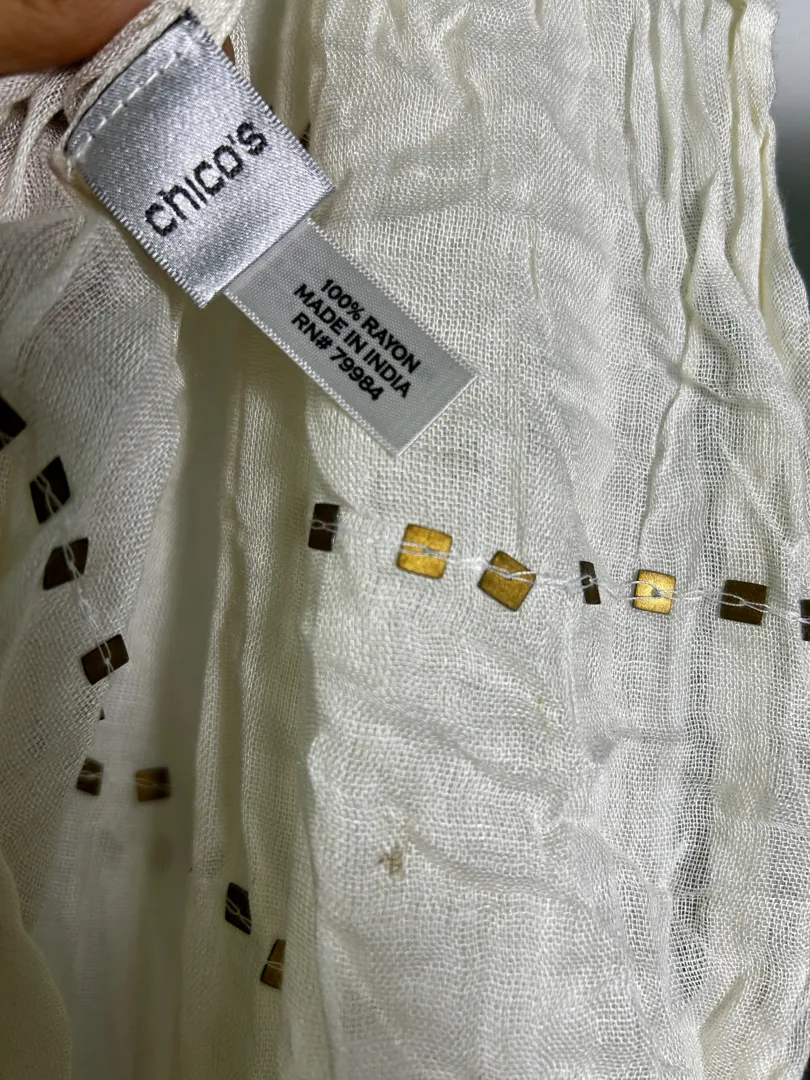 chico's
100% RAYON
MADE IN INDIA
RN# 79984